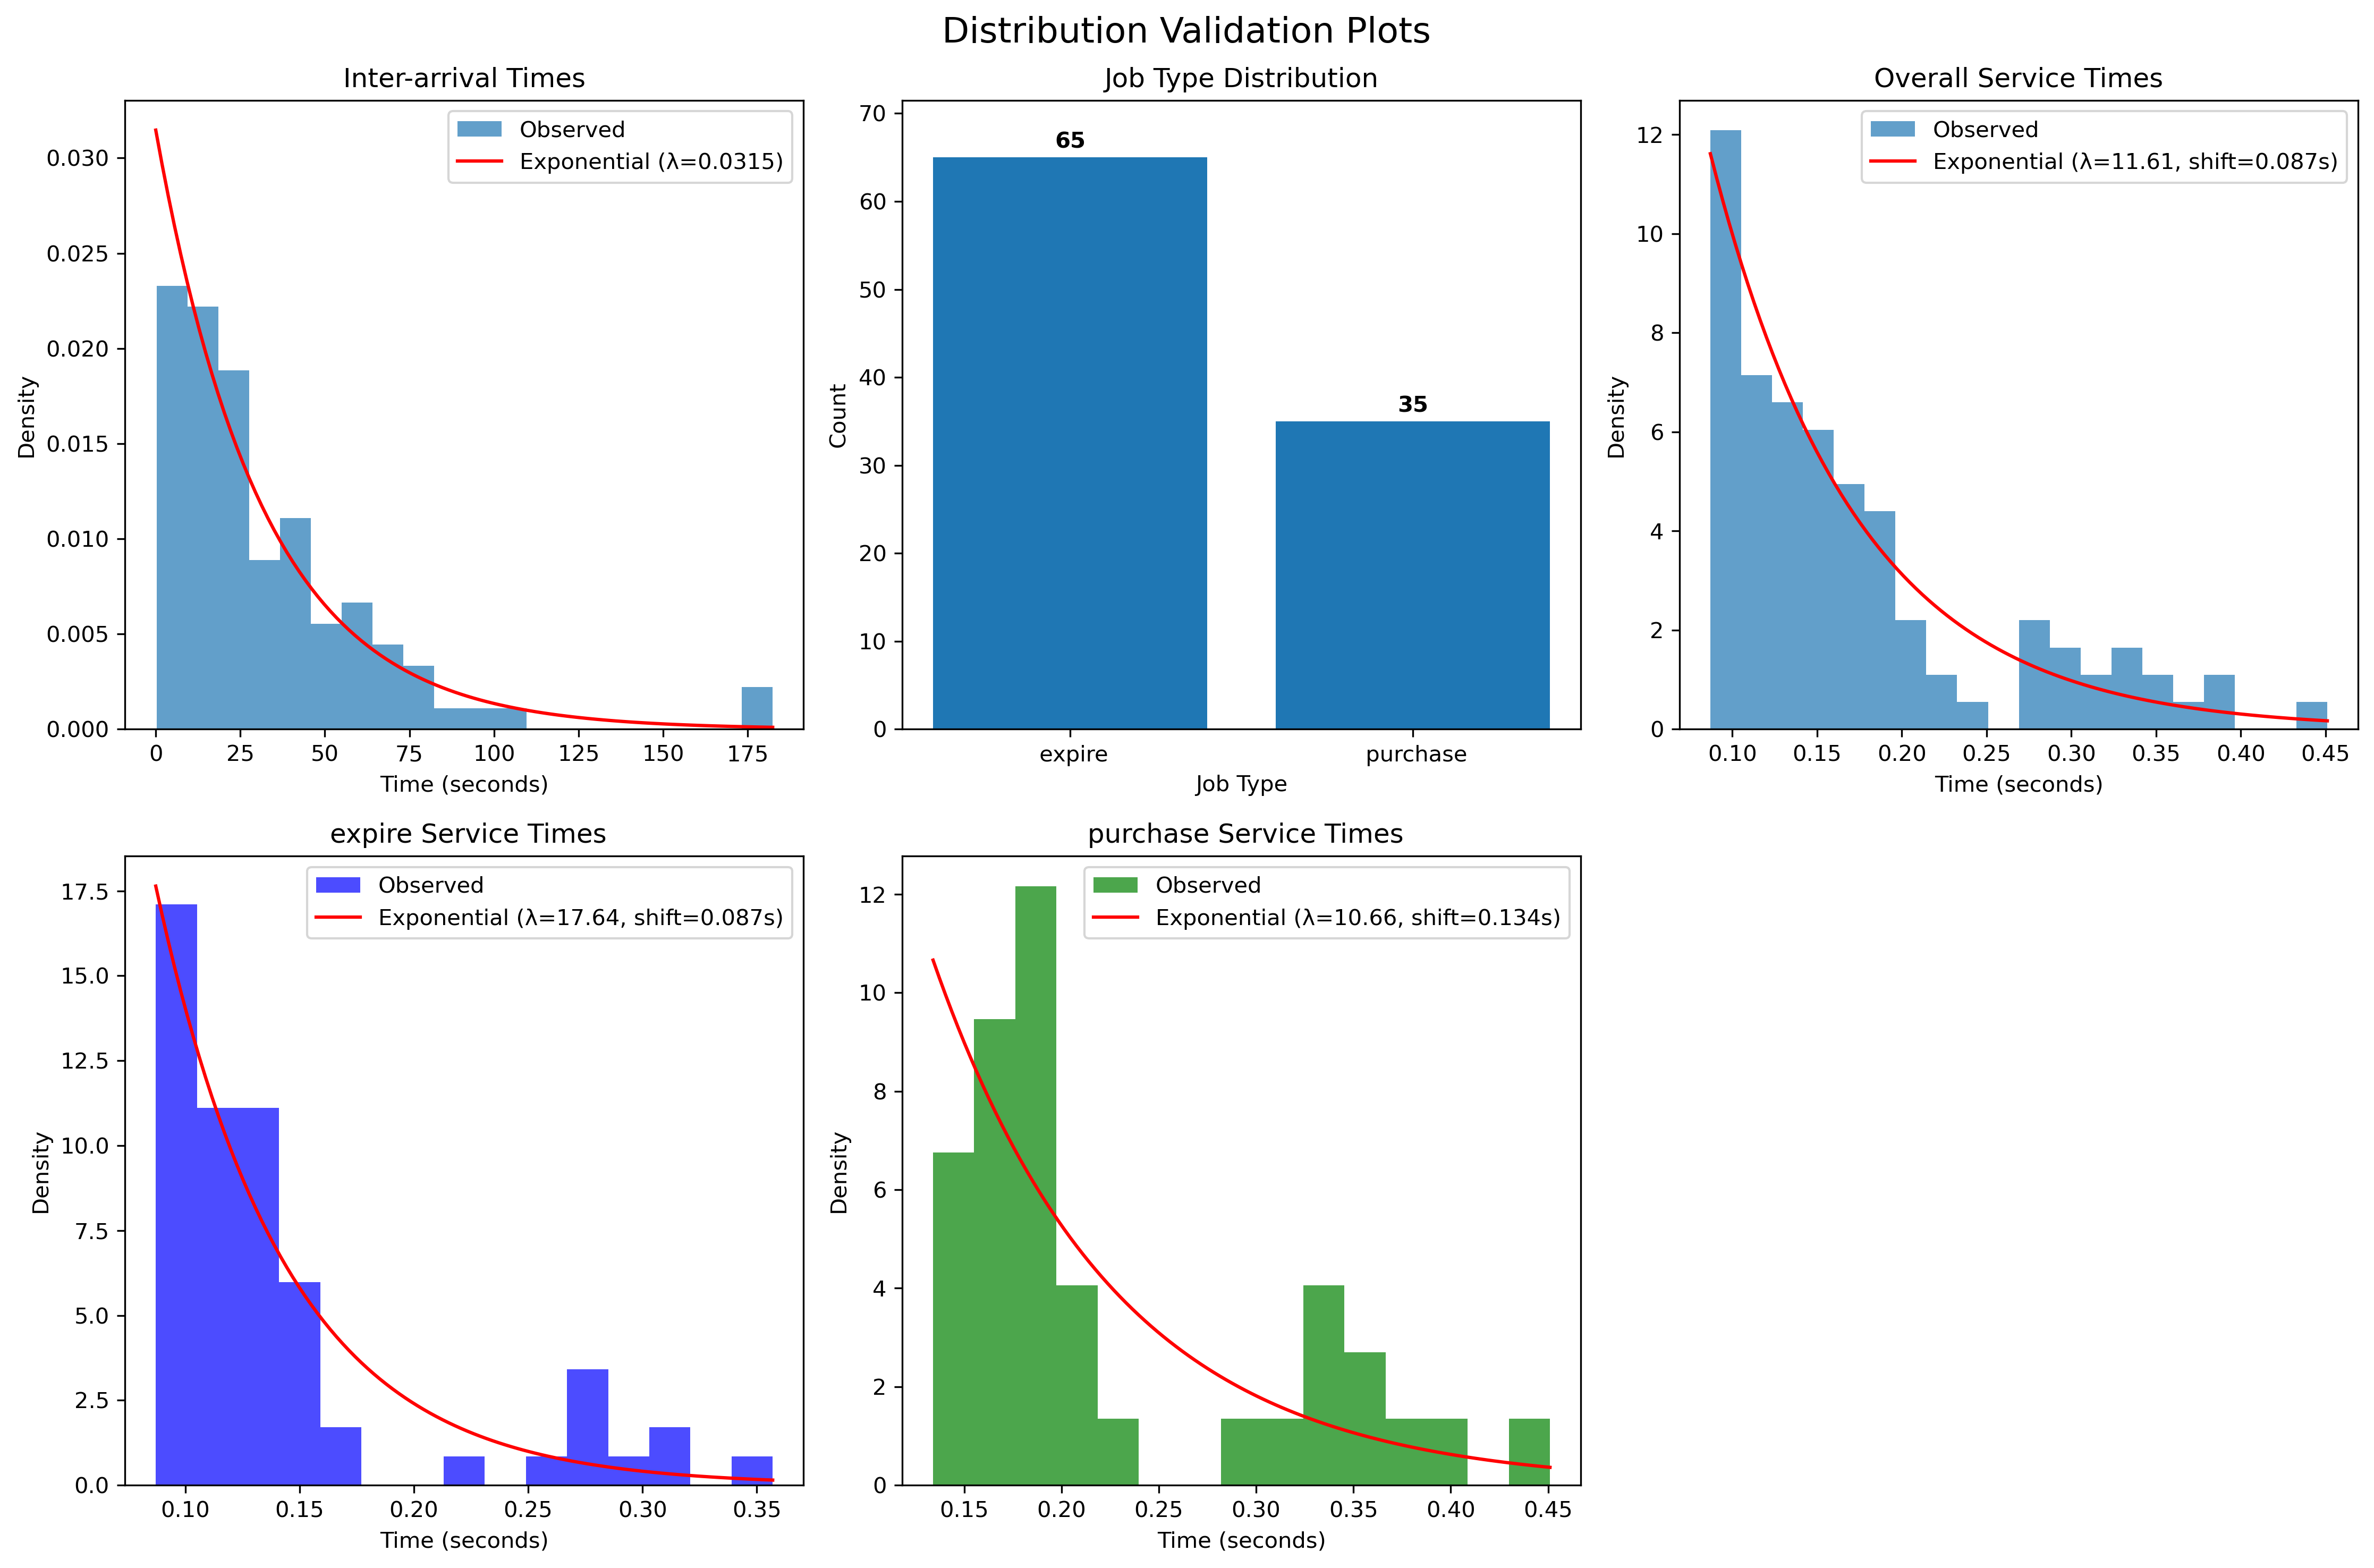 Distribution Validation Plots
Inter-arrival Times
Observed
Exponential (λ=0.0315)
0.030
0.025
0.020
0.015
0.010
0.005
0.000
Density
0 25 50 75 100 125 150 175
Time (seconds)
Job Type Distribution
70
60
50
40
30
20
10
0
Count
65
35
expire purchase
Job Type
Overall Service Times
Observed
Exponential (λ=11.61, shift=0.087s)
12
10
8
6
4
2
0
Density
0.10 0.15 0.20 0.25 0.30 0.35 0.40 0.45
Time (seconds)
expire Service Times
Observed
Exponential (λ=17.64, shift=0.087s)
17.5
15.0
12.5
10.0
7.5
5.0
2.5
0.0
Density
0.10 0.15 0.20 0.25 0.30 0.35
Time (seconds)
purchase Service Times
Observed
Exponential (λ=10.66, shift=0.134s)
12
10
8
6
4
2
0
Density
0.15 0.20 0.25 0.30 0.35 0.40 0.45
Time (seconds)